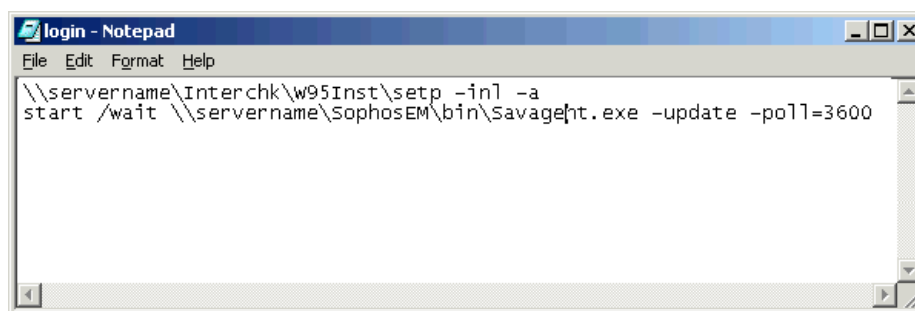 login - Notepad
File Edit Format Help
\\servername\Interchk\W95Inst\setp -inl -a
start /wait \\servername\SophosEM\bin\Savagent.exe -update -poll=3600